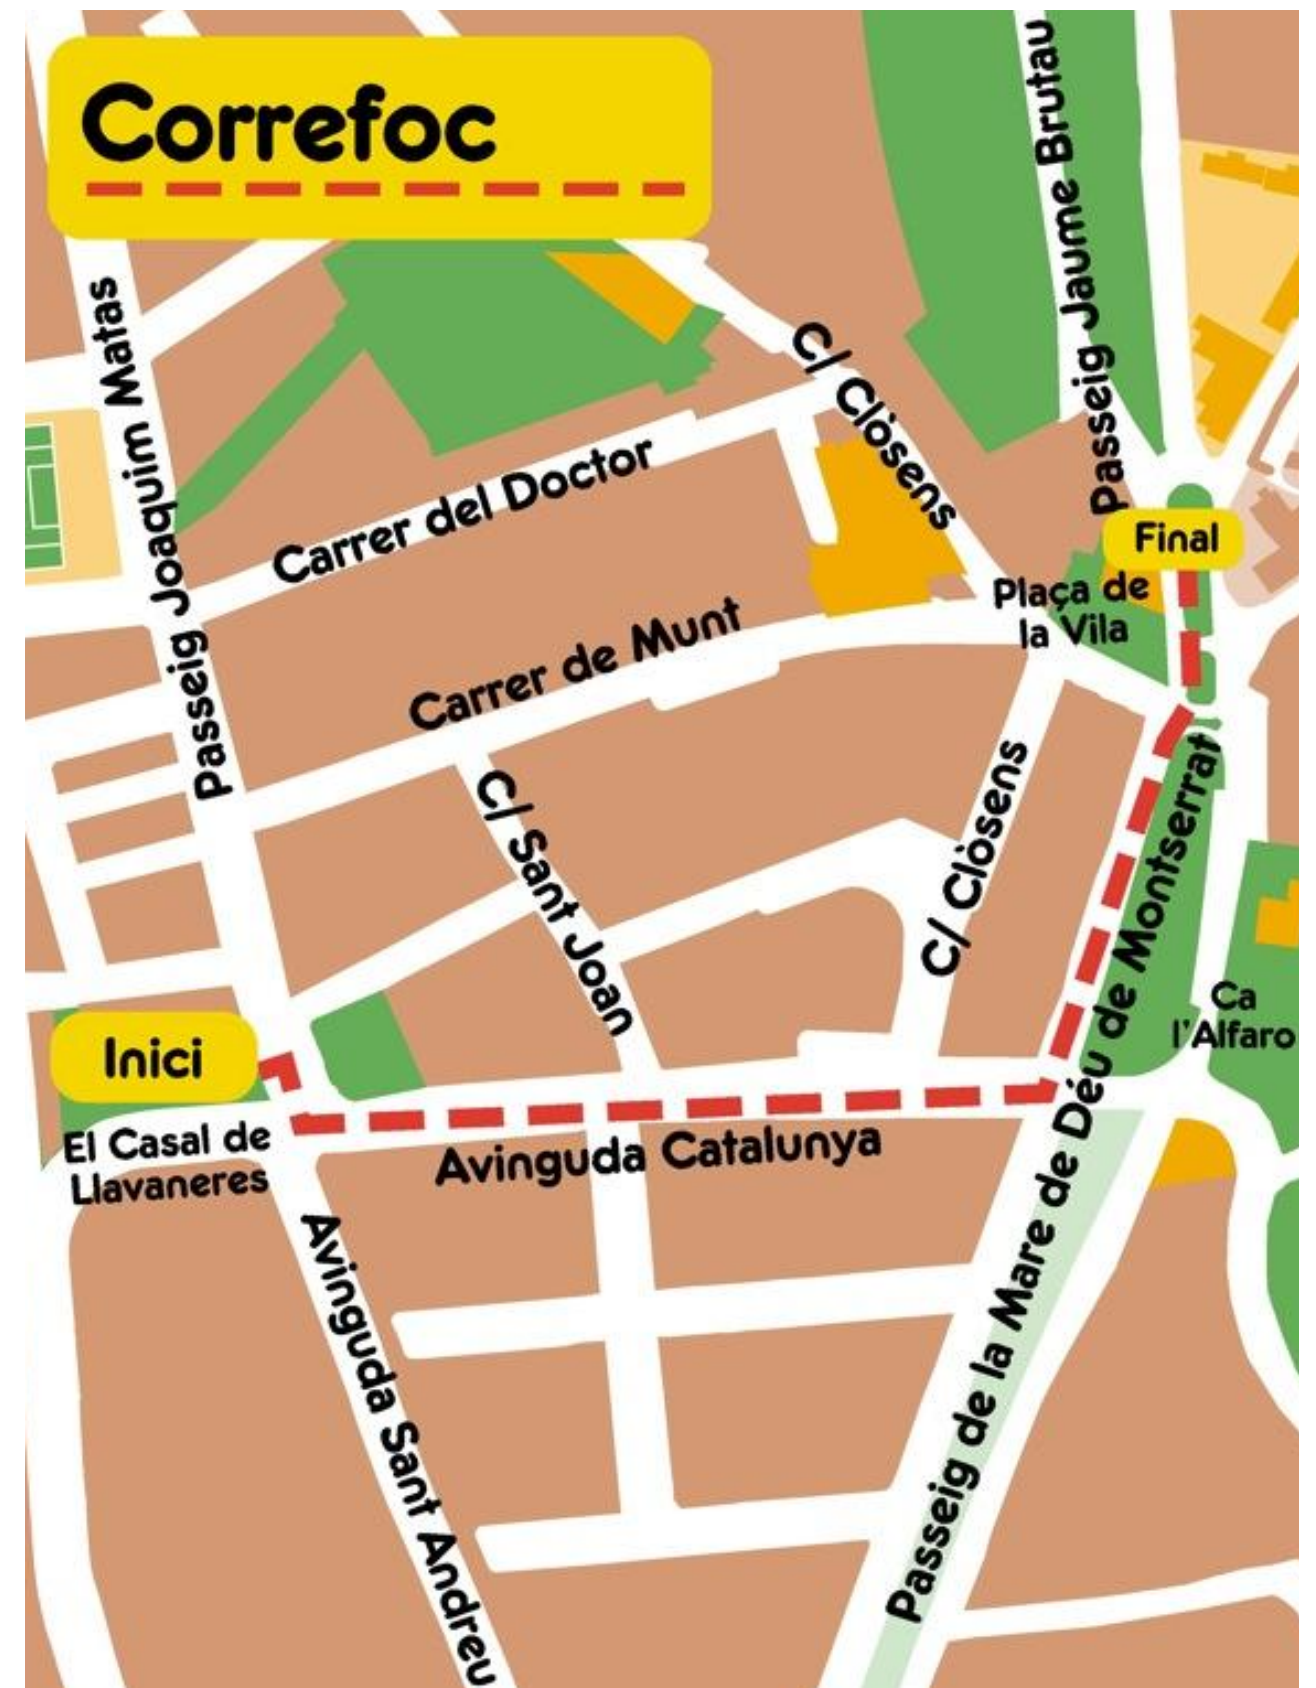 Correfoc
Passeig Jaume Brutau
Passeig Joaquim Matas
C/ Clòsens
Carrer del Doctor
Final
Plaça de
la Vila
Carrer de Munt
C/ Sant Joan
C/ Clòsens
Passeig de la Mare de Déu de Montserrat
Ca
l'Alfaro
Inici
El Casal de
Llavaneres
Avinguda Catalunya
Avinguda Sant Andreu